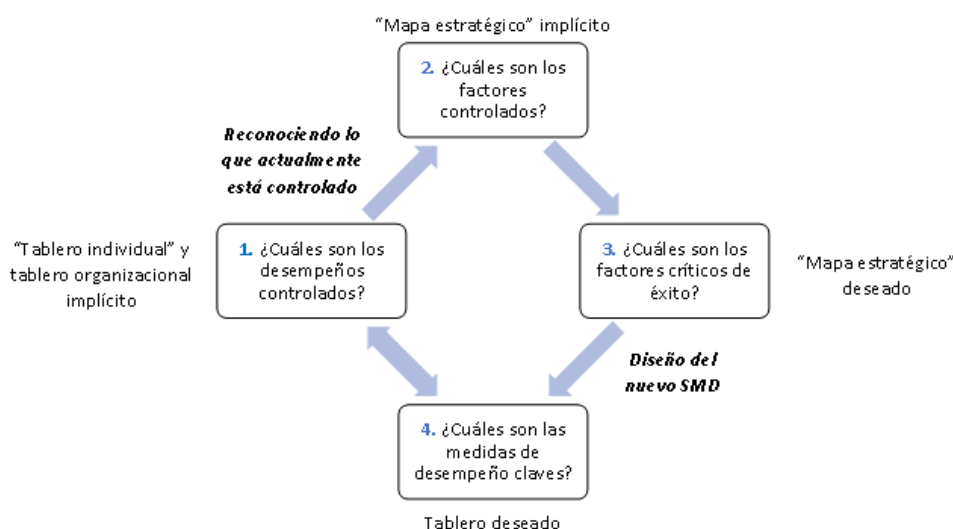 “Mapa estratégico” implícito
2. ¿Cuáles son los
factores
controlados?
Reconociendo lo
que actualmente
está controlado
“Tablero individual” y
tablero organizacional
implícito
1. ¿Cuáles son los
desempeños
controlados?
3. ¿Cuáles son los
factores críticos de
éxito?
“Mapa estratégico”
deseado
Diseño del
nuevo SMD
4. ¿Cuáles son las
medidas de
desempeño claves?
Tablero deseado